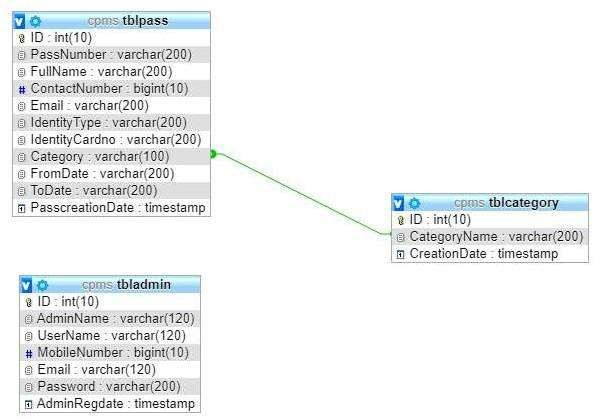 cpms tblpass
ID : int(10)
PassNumber : varchar(200)
FullName : varchar(200)
# ContactNumber : bigint(10)
Email : varchar(200)
IdentityType : varchar(200)
IdentityCardno : varchar(200)
Category : varchar(100)
FromDate : varchar(200)
ToDate : varchar(200)
PasscreationDate : timestamp
cpms tblcategory
ID : int(10)
CategoryName : varchar(200)
CreationDate : timestamp
cpms tbladmin
ID : int(10)
AdminName : varchar(120)
UserName : varchar(120)
# MobileNumber : bigint(10)
Email : varchar(120)
Password : varchar(200)
AdminRegdate : timestamp